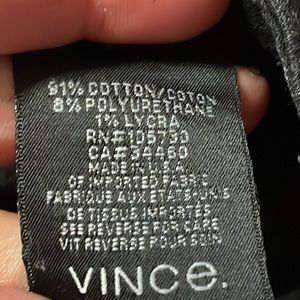 91% COTTON/COTON
8% POLYURETHANE
1% LYCRA
RN#105730
CA#34460
MADE IN USA
OF IMPORTED FABRIC
FABRIQUE AUX ETATS-UNIS
DE TISSUS IMPORTES
SEE REVERSE FOR CARE
VIT REVERSE POUR SOIN
VINCE.